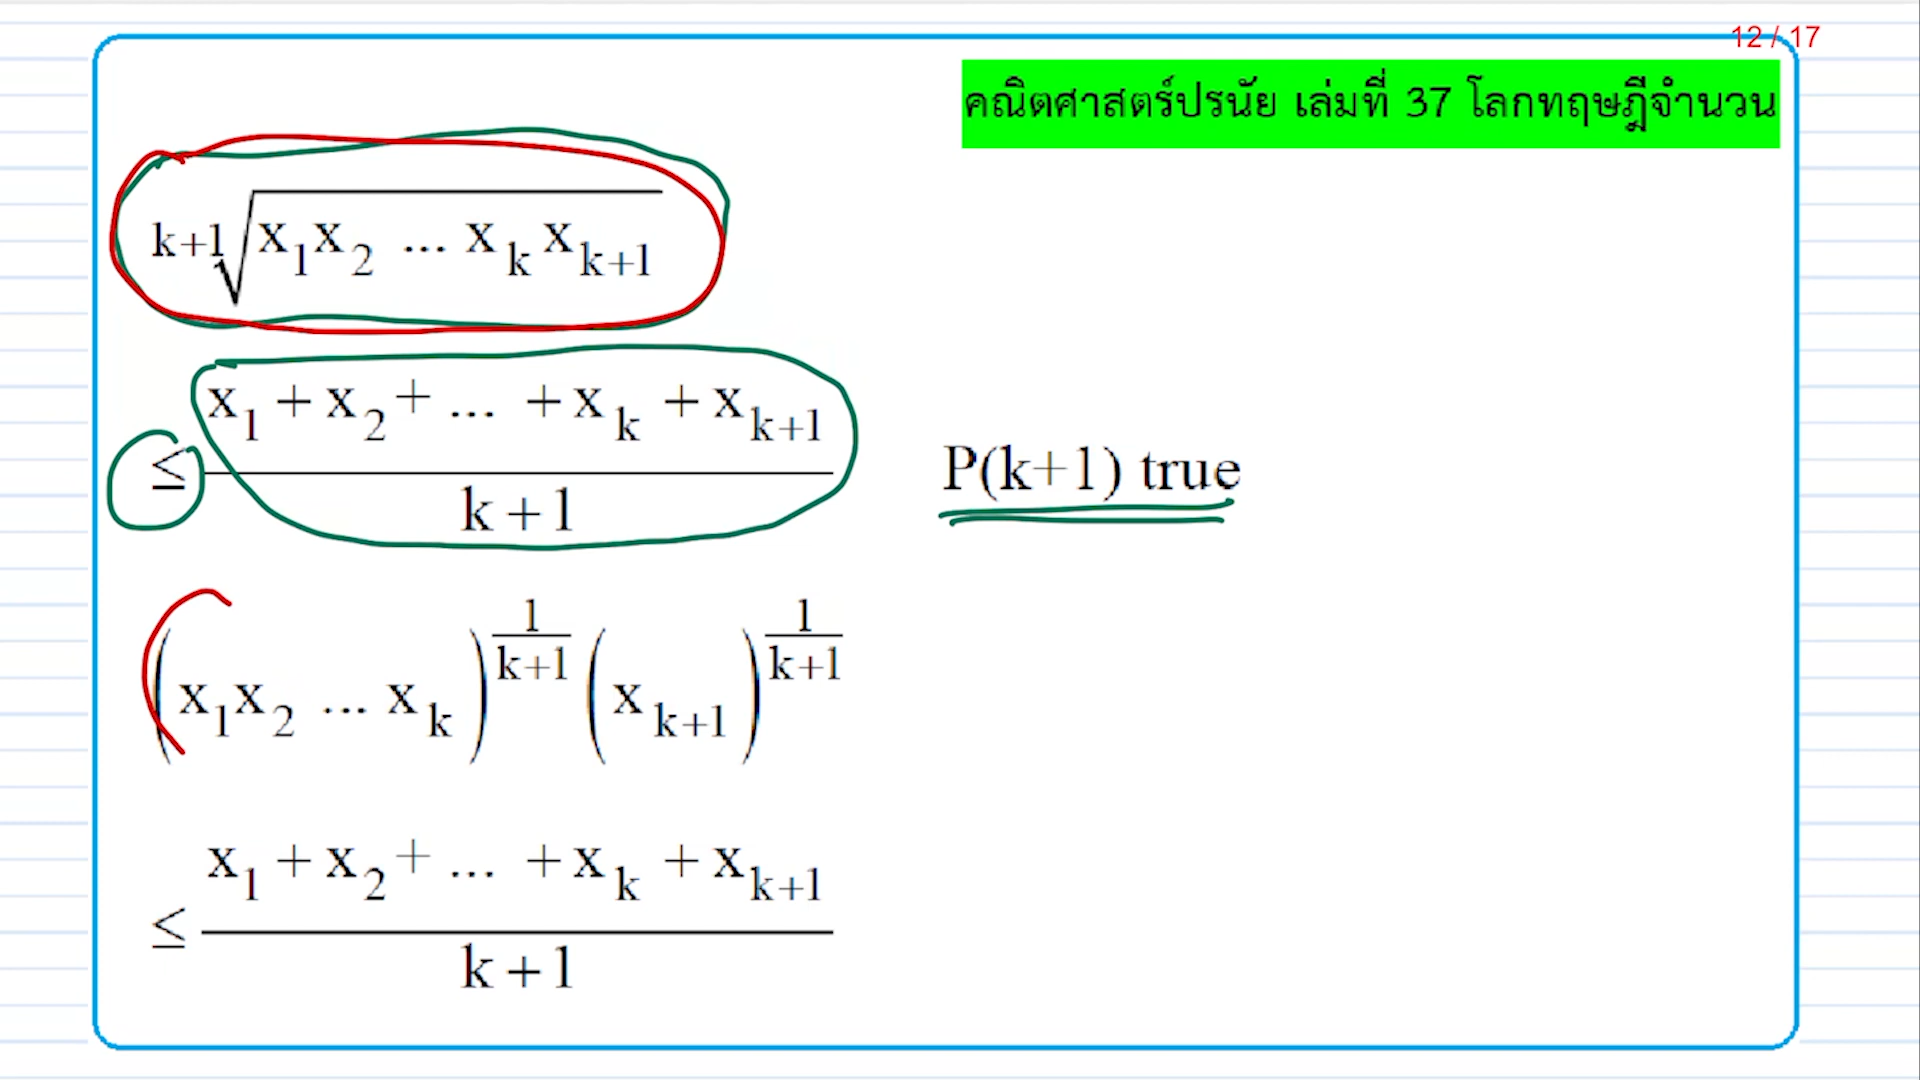 12 / 17
คณิตศาสตร์ปรนัย เล่มที่ 37 โลกทฤษฎีจำนวน
k+1√(x₁x₂ ... xₖ xₖ₊₁)
≤ (x₁ + x₂ + ... + xₖ + xₖ₊₁) / (k + 1)
P(k+1) true
(x₁x₂ ... xₖ)^(1/(k+1)) (xₖ₊₁)^(1/(k+1))
≤ (x₁ + x₂ + ... + xₖ + xₖ₊₁) / (k + 1)